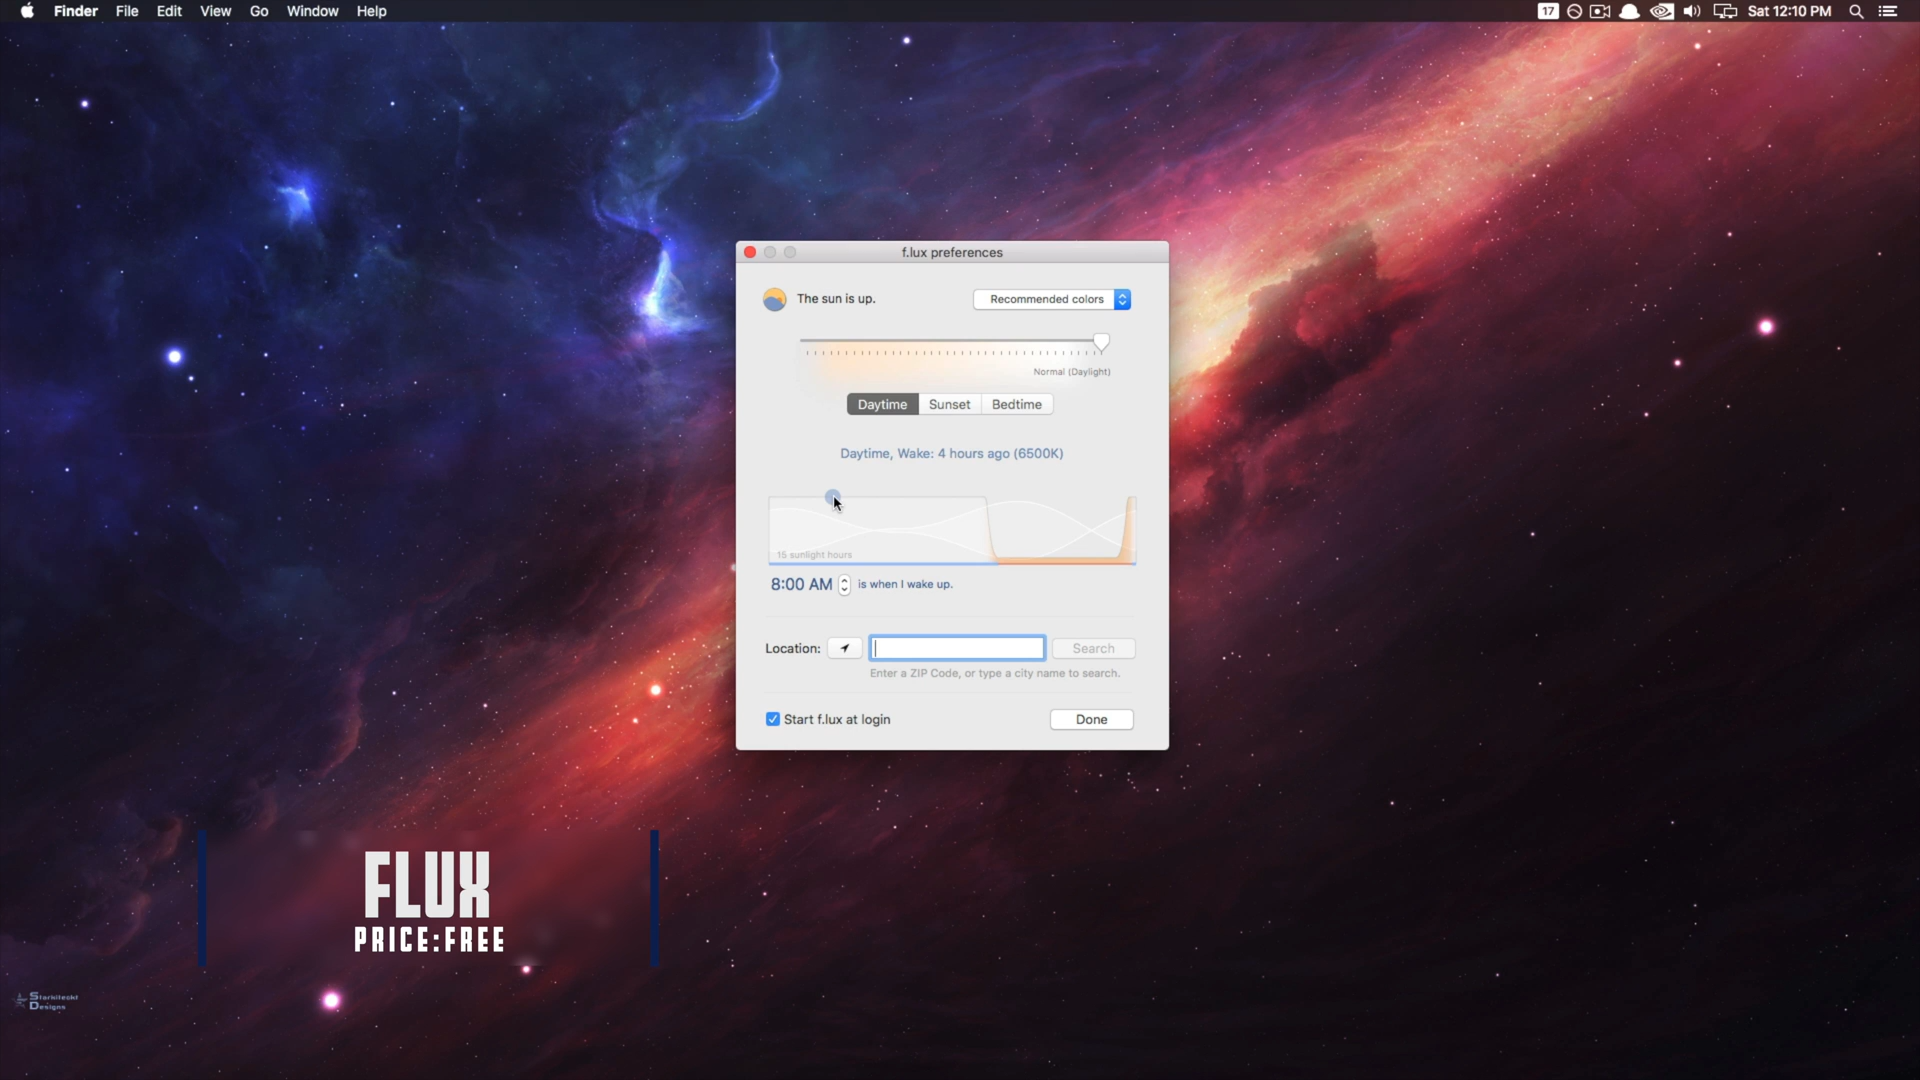 Finder File Edit View Go Window Help
17 Sat 12:10 PM
f.lux preferences
The sun is up.
Recommended colors
Normal (Daylight)
Daytime Sunset Bedtime
Daytime, Wake: 4 hours ago (6500K)
15 sunlight hours
8:00 AM is when I wake up.
Location: Search
Enter a ZIP Code, or type a city name to search.
Start f.lux at login Done
FLUX
PRICE:FREE
Designs